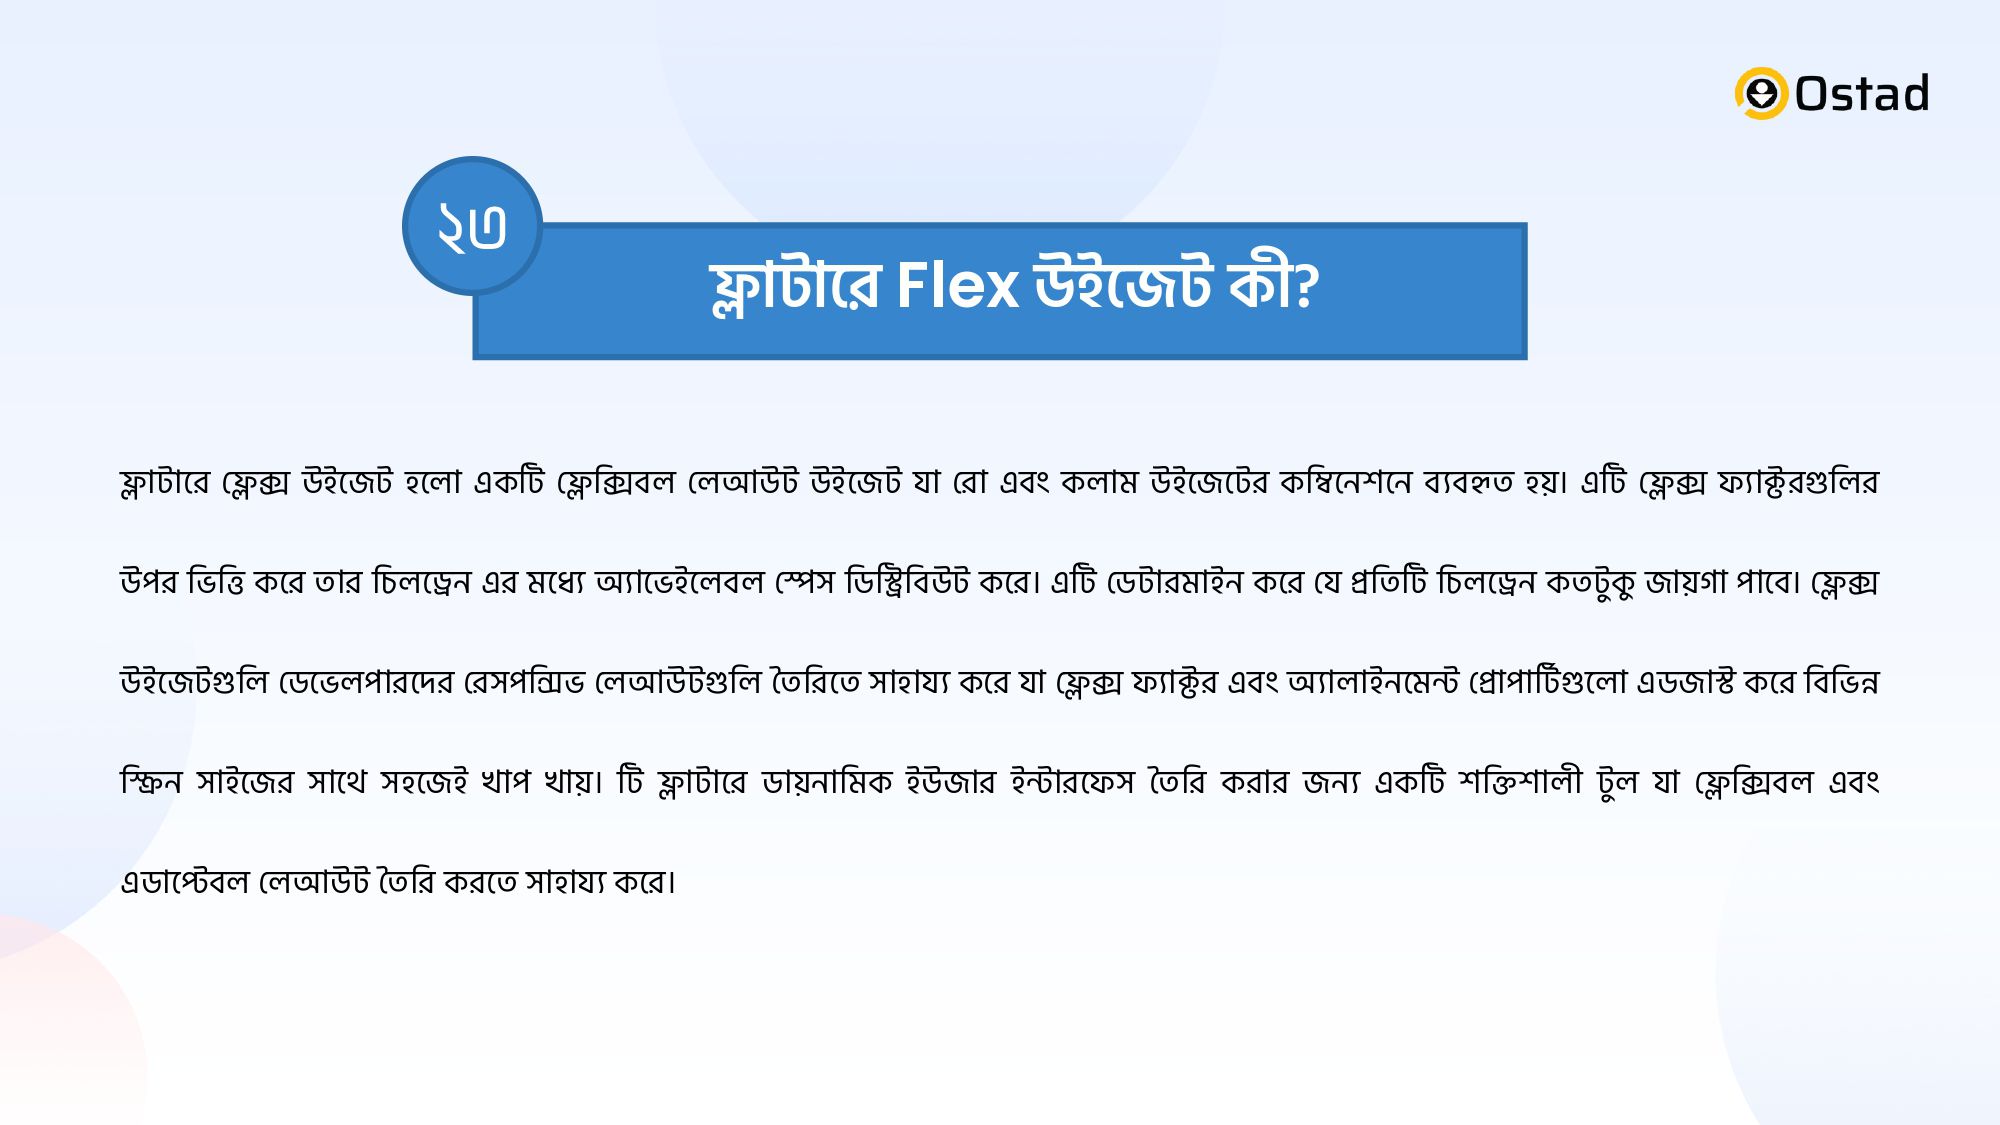 Ostad
২৩
ফ্লাটারে Flex উইজেট কী?
ফ্লাটারে ফ্লেক্স উইজেট হলো একটি ফ্লেক্সিবল লেআউট উইজেট যা রো এবং কলাম উইজেটের কম্বিনেশনে ব্যবহৃত হয়। এটি ফ্লেক্স ফ্যাক্টরগুলির
উপর ভিত্তি করে তার চিলড্রেন এর মধ্যে অ্যাভেইলেবল স্পেস ডিস্ট্রিবিউট করে। এটি ডেটারমাইন করে যে প্রতিটি চিলড্রেন কতটুকু জায়গা পাবে। ফ্লেক্স
উইজেটগুলি ডেভেলপারদের রেসপন্সিভ লেআউটগুলি তৈরিতে সাহায্য করে যা ফ্লেক্স ফ্যাক্টর এবং অ্যালাইনমেন্ট প্রোপার্টিগুলো এডজাস্ট করে বিভিন্ন
স্ক্রিন সাইজের সাথে সহজেই খাপ খায়। টি ফ্লাটারে ডায়নামিক ইউজার ইন্টারফেস তৈরি করার জন্য একটি শক্তিশালী টুল যা ফ্লেক্সিবল এবং
এডাপ্টেবল লেআউট তৈরি করতে সাহায্য করে।